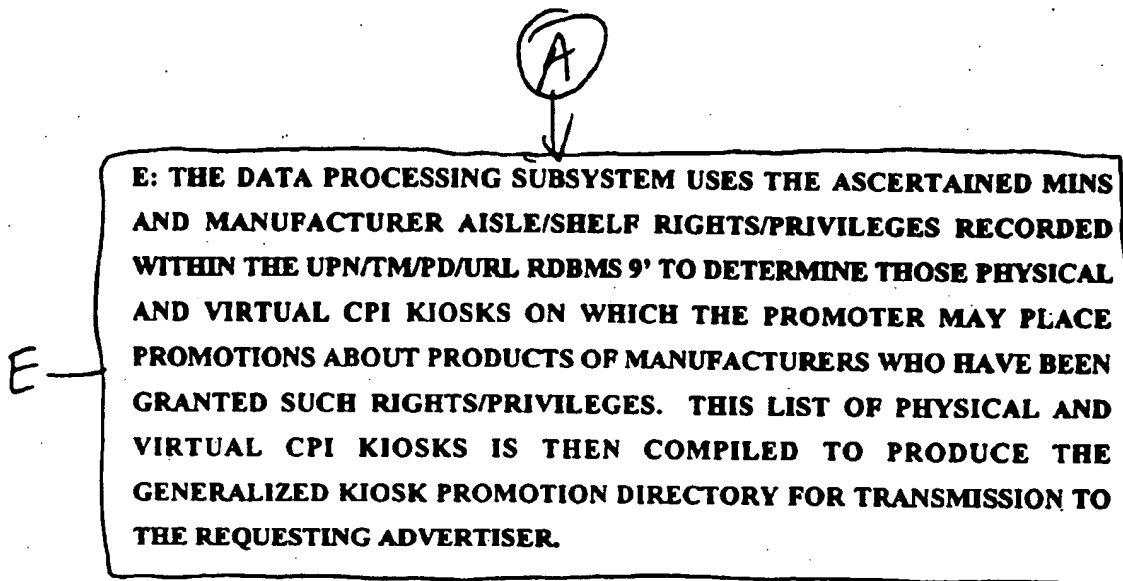 A
E: THE DATA PROCESSING SUBSYSTEM USES THE ASCERTAINED MINS
AND MANUFACTURER AISLE/SHELF RIGHTS/PRIVILEGES RECORDED
WITHIN THE UPN/TM/PD/URL RDBMS 9' TO DETERMINE THOSE PHYSICAL
AND VIRTUAL CPI KIOSKS ON WHICH THE PROMOTER MAY PLACE
PROMOTIONS ABOUT PRODUCTS OF MANUFACTURERS WHO HAVE BEEN
GRANTED SUCH RIGHTS/PRIVILEGES. THIS LIST OF PHYSICAL AND
VIRTUAL CPI KIOSKS IS THEN COMPILED TO PRODUCE THE
GENERALIZED KIOSK PROMOTION DIRECTORY FOR TRANSMISSION TO
THE REQUESTING ADVERTISER.
E